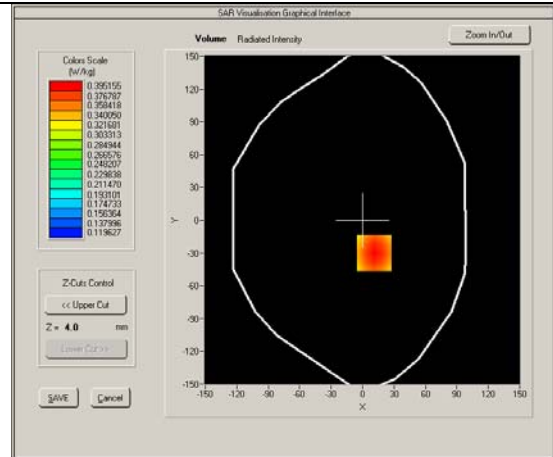 SAR Visualisation Graphical Interface
Volume Radiated Intensity
Zoom In/Out
Colors Scale
(W/kg)
0.395155
0.376787
0.358418
0.340050
0.321681
0.303313
0.284944
0.266576
0.248207
0.229838
0.211470
0.193101
0.174733
0.156364
0.137996
0.119627
Z-Cuts Control
<< Upper Cut
Z = 4.0 mm
SAVE
Cancel
150
120
90
60
30
0
-30
-60
-90
-120
-150
Y
-150 -120 -90 -60 -30 0 30 60 90 120 150
X